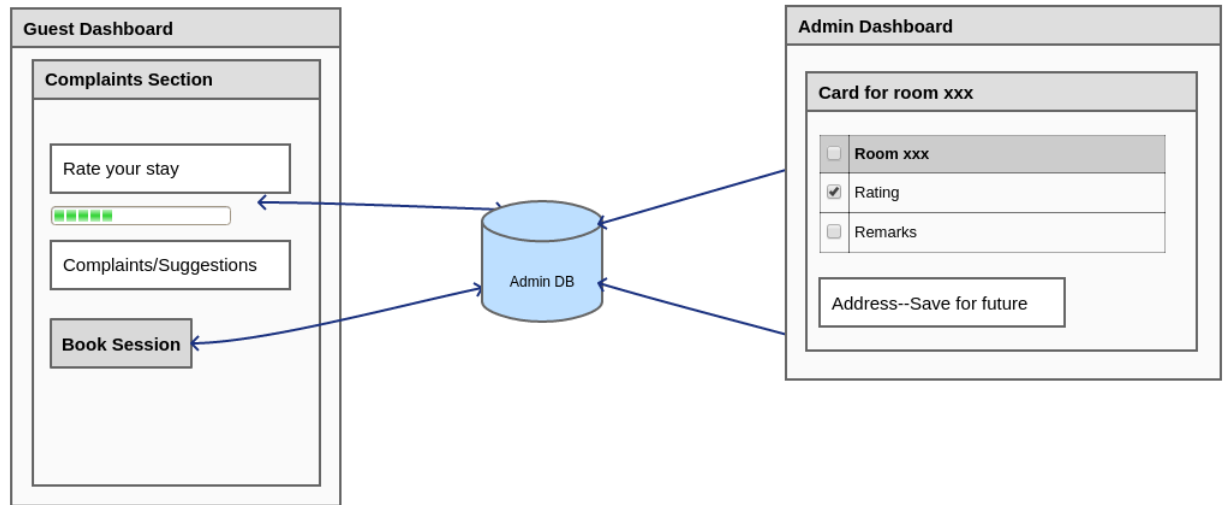 Guest Dashboard
Complaints Section
Rate your stay
Complaints/Suggestions
Book Session
Admin DB
Admin Dashboard
Card for room xxx
Room xxx
Rating
Remarks
Address--Save for future